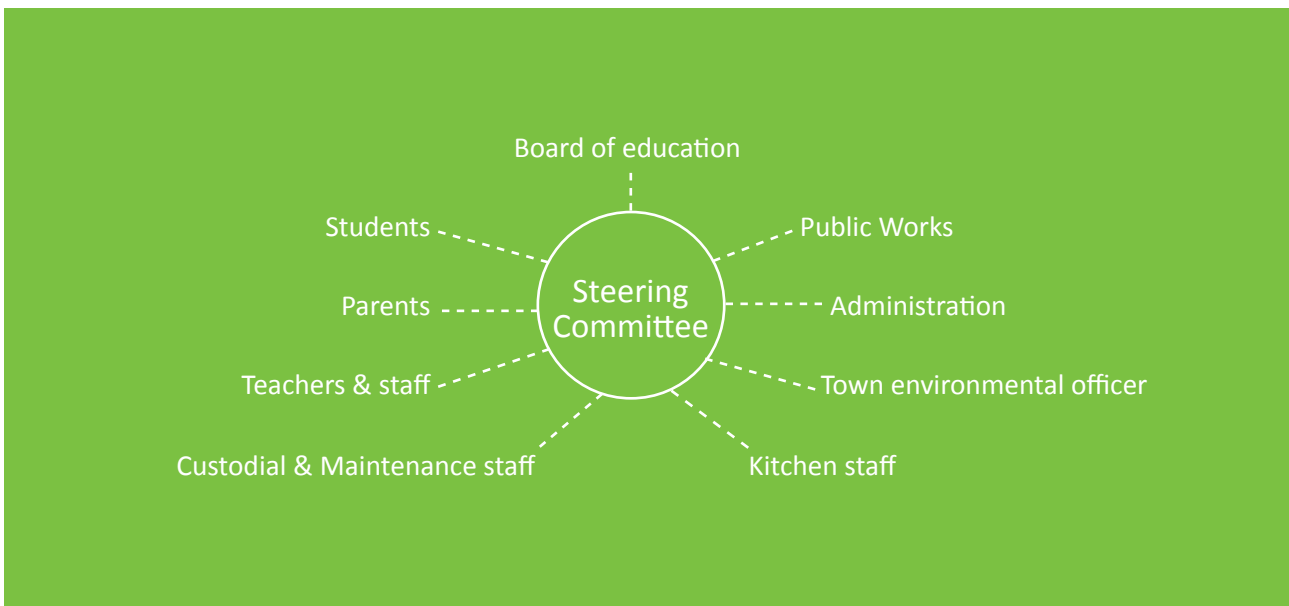 Board of education
Students
Public Works
Parents
Steering
Committee
Administration
Teachers & staff
Town environmental officer
Custodial & Maintenance staff
Kitchen staff